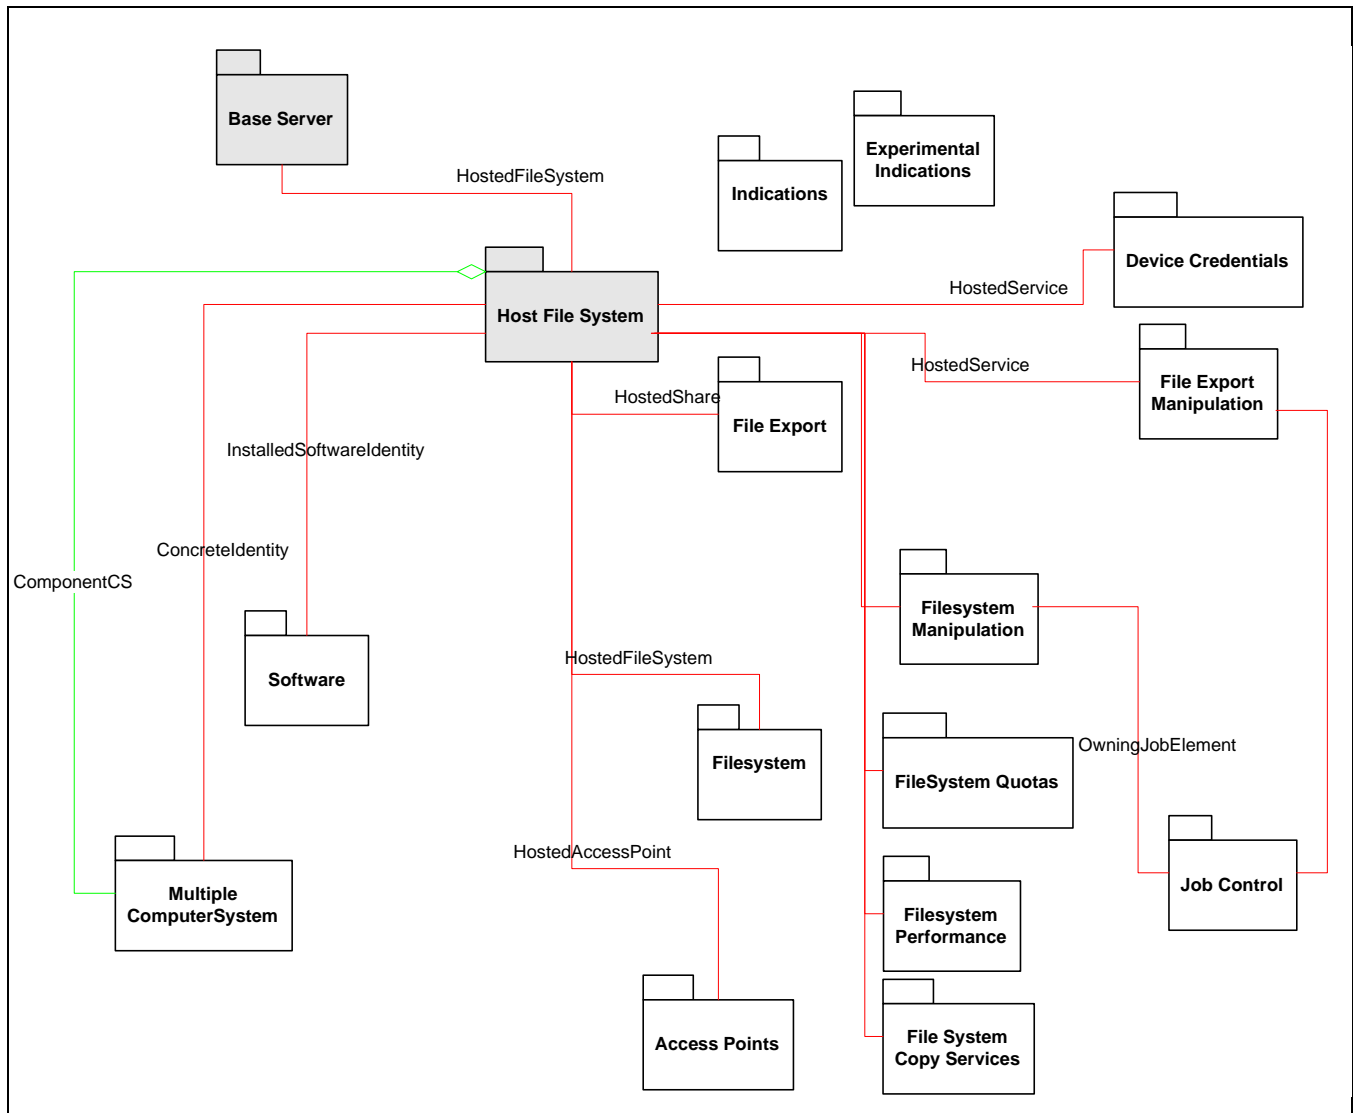 Base Server
Experimental
Indications
Indications
HostedFileSystem
Device Credentials
HostedService
Host File System
HostedService
File Export
Manipulation
HostedShare
File Export
InstalledSoftwareIdentity
ConcreteIdentity
ComponentCS
Filesystem
Manipulation
HostedFileSystem
Software
OwningJobElement
Filesystem
FileSystem Quotas
HostedAccessPoint
Job Control
Multiple
ComputerSystem
Filesystem
Performance
Access Points
File System
Copy Services